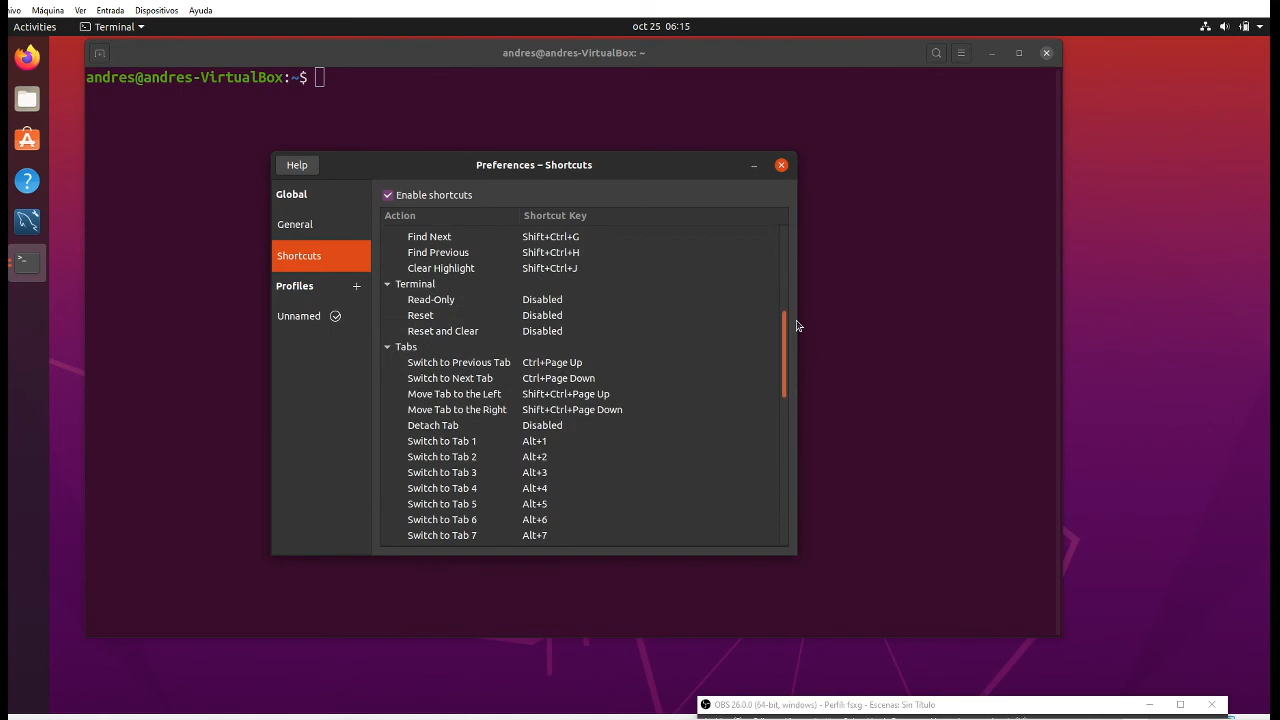 Máquina Ver Entrada Dispositivos Ayuda
Activities Terminal oct 25 06:15
andres@andres-VirtualBox: ~
andres@andres-VirtualBox:~$
Help Preferences – Shortcuts
Global
General
Shortcuts
Profiles +
Unnamed
Enable shortcuts
Action Shortcut Key
Find Next Shift+Ctrl+G
Find Previous Shift+Ctrl+H
Clear Highlight Shift+Ctrl+J
Terminal
Read-Only Disabled
Reset Disabled
Reset and Clear Disabled
Tabs
Switch to Previous Tab Ctrl+Page Up
Switch to Next Tab Ctrl+Page Down
Move Tab to the Left Shift+Ctrl+Page Up
Move Tab to the Right Shift+Ctrl+Page Down
Detach Tab Disabled
Switch to Tab 1 Alt+1
Switch to Tab 2 Alt+2
Switch to Tab 3 Alt+3
Switch to Tab 4 Alt+4
Switch to Tab 5 Alt+5
Switch to Tab 6 Alt+6
Switch to Tab 7 Alt+7
OBS 26.0.0 (64-bit, windows) - Perfil: fsxg - Escenas: Sin Título